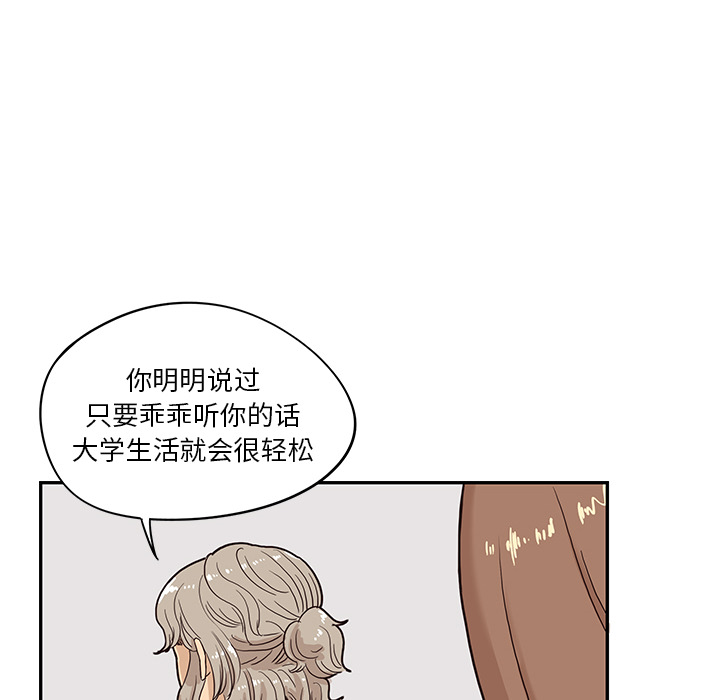 你明明说过
只要乖乖听你的话
大学生活就会很轻松